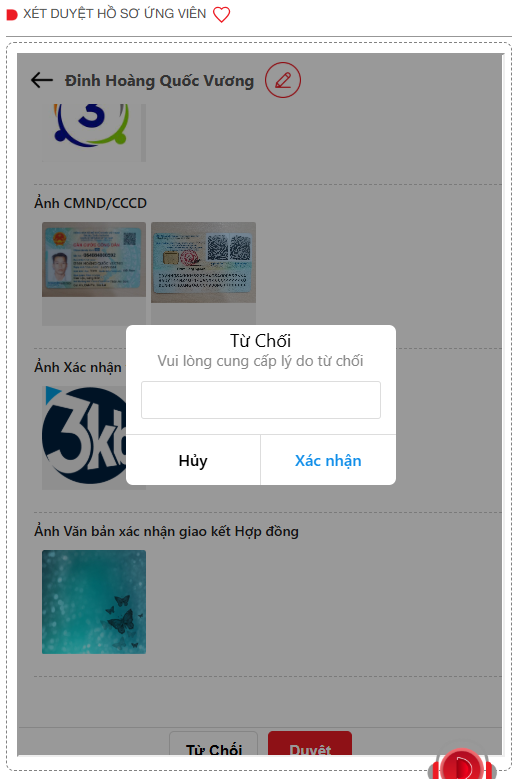 XÉT DUYỆT HỒ SƠ ỨNG VIÊN
Đinh Hoàng Quốc Vương
3
Ảnh CMND/CCCD
Từ Chối
Vui lòng cung cấp lý do từ chối
Ảnh Xác nhận
3kb
Hủy
Xác nhận
Ảnh Văn bản xác nhận giao kết Hợp đồng
Từ Chối
Duyệt